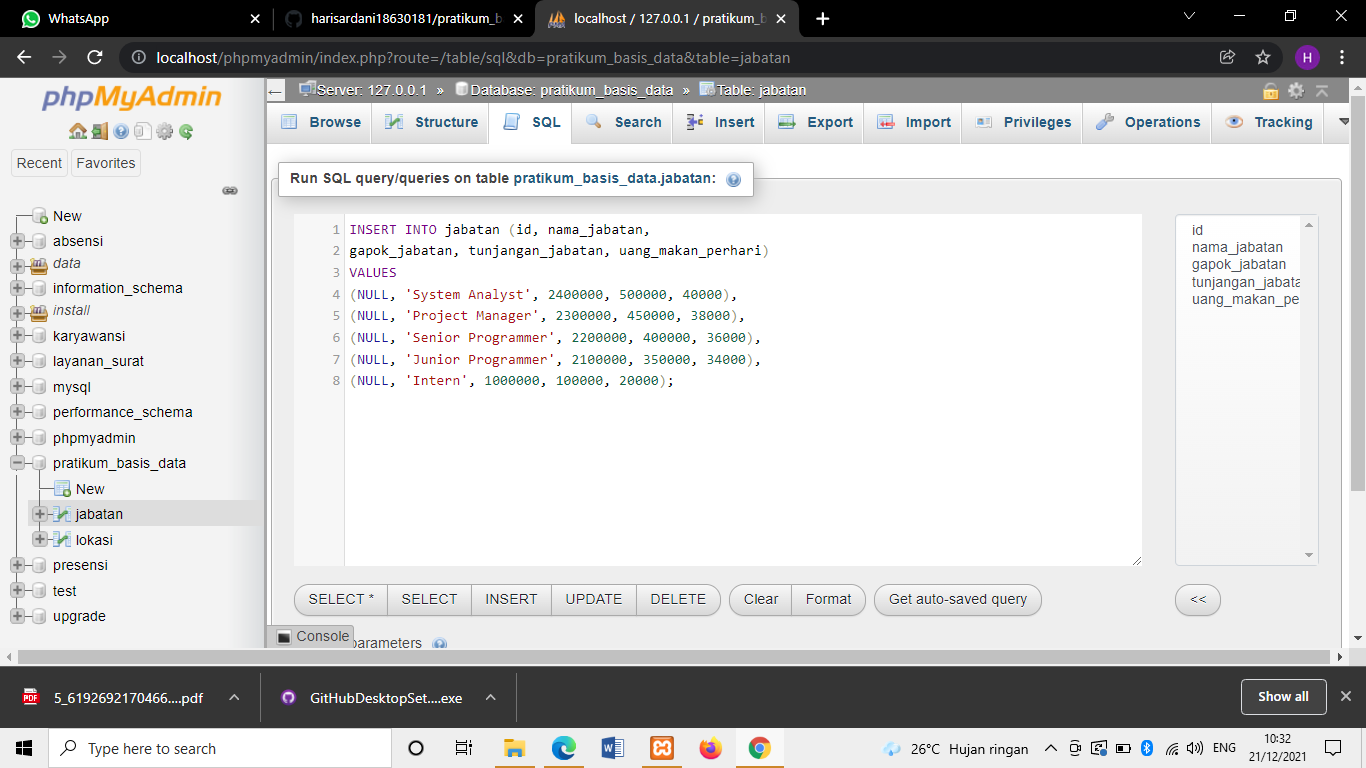 WhatsApp
harisardani18630181/pratikum_b
localhost / 127.0.0.1 / pratikum_b
localhost/phpmyadmin/index.php?route=/table/sql&db=pratikum_basis_data&table=jabatan
H
phpMyAdmin
Recent
Favorites
New
absensi
data
information_schema
install
karyawansi
layanan_surat
mysql
performance_schema
phpmyadmin
pratikum_basis_data
New
jabatan
lokasi
presensi
test
upgrade
Server: 127.0.0.1 » Database: pratikum_basis_data » Table: jabatan
Browse Structure SQL Search Insert Export Import Privileges Operations Tracking
Run SQL query/queries on table pratikum_basis_data.jabatan:
1 INSERT INTO jabatan (id, nama_jabatan,
2 gapok_jabatan, tunjangan_jabatan, uang_makan_perhari)
3 VALUES
4 (NULL, 'System Analyst', 2400000, 500000, 40000),
5 (NULL, 'Project Manager', 2300000, 450000, 38000),
6 (NULL, 'Senior Programmer', 2200000, 400000, 36000),
7 (NULL, 'Junior Programmer', 2100000, 350000, 34000),
8 (NULL, 'Intern', 1000000, 100000, 20000);
id
nama_jabatan
gapok_jabatan
tunjangan_jabata
uang_makan_pe
SELECT * SELECT INSERT UPDATE DELETE Clear Format Get auto-saved query <<
Console
parameters
5_6192692170466....pdf
GitHubDesktopSet....exe
Show all
Type here to search
26°C Hujan ringan
ENG
10:32
21/12/2021